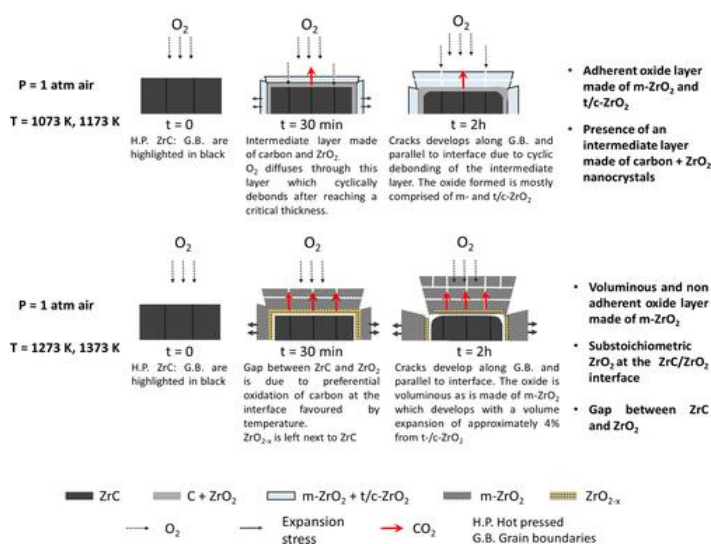 O2
O2
O2
P = 1 atm air
T = 1073 K, 1173 K
t = 0
t = 30 min
t = 2h
H.P. ZrC: G.B. are
highlighted in black
Intermediate layer made
of carbon and ZrO2.
O2 diffuses through this
layer which cyclically
debonds after reaching a
critical thickness.
Cracks develops along G.B. and
parallel to interface due to cyclic
debonding of the intermediate
layer. The oxide formed is mostly
comprised of m- and t/c-ZrO2
• Adherent oxide layer
made of m-ZrO2 and
t/c-ZrO2
• Presence of an
intermediate layer
made of carbon + ZrO2
nanocrystals
O2
O2
O2
P = 1 atm air
T = 1273 K, 1373 K
t = 0
t = 30 min
t = 2h
H.P. ZrC: G.B. are
highlighted in black
Gap between ZrC and ZrO2
is due to preferential
oxidation of carbon at the
interface favoured by
temperature.
ZrO2-x is left next to ZrC
Cracks develop along G.B. and
parallel to interface. The oxide is
voluminous as is made of m-ZrO2
which develops with a volume
expansion of approximately 4%
from t-/c-ZrO2
• Voluminous and non
adherent oxide layer
made of m-ZrO2
• Substoichiometric
ZrO2 at the ZrC/ZrO2
interface
• Gap between ZrC
and ZrO2
ZrC
C + ZrO2
m-ZrO2 + t/c-ZrO2
m-ZrO2
ZrO2-x
O2
Expansion
stress
CO2
H.P. Hot pressed
G.B. Grain boundaries